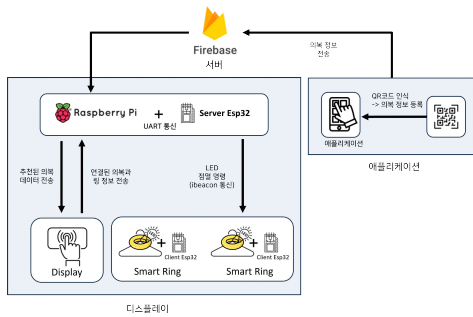 Firebase
서버
의복 정보
전송
Raspberry Pi
+
Server Esp32
UART 통신
QR코드 인식
-> 의복 정보 등록
애플리케이션
애플리케이션
추천된 의복
데이터 전송
연결된 의복과
링 정보 전송
LED
점멸 명령
(ibeacon 통신)
Display
+
Client Esp32
Smart Ring
+
Client Esp32
Smart Ring
디스플레이